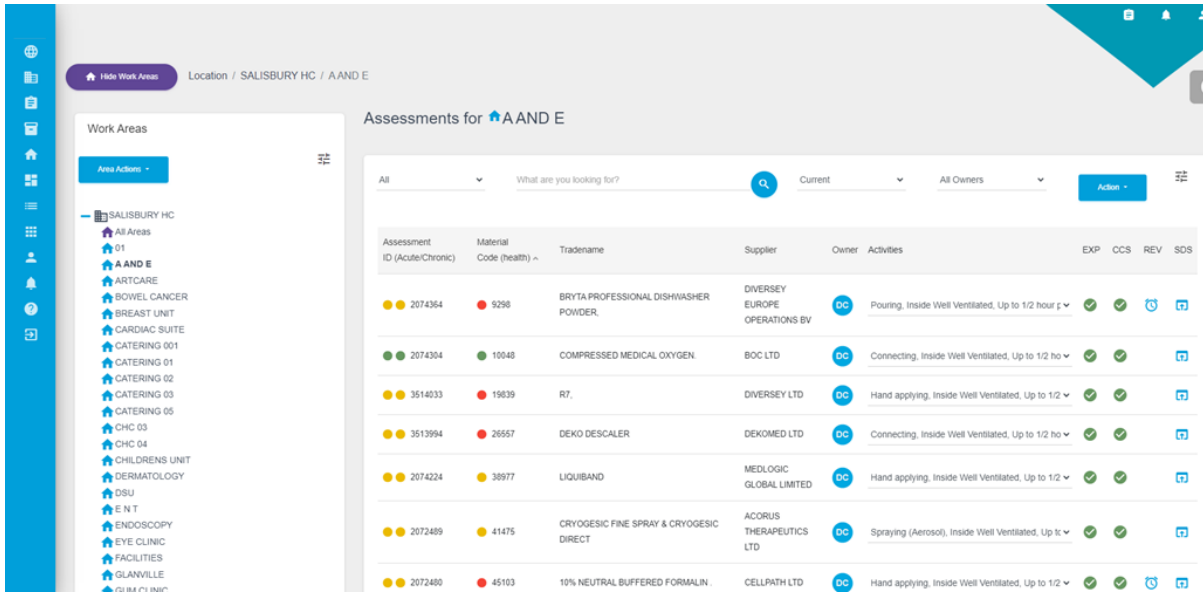 Hide Work Areas
Location / SALISBURY HC / A AND E
Work Areas
Area Actions
SALISBURY HC
All Areas
01
A AND E
ARTCARE
BOWEL CANCER
BREAST UNIT
CARDIAC SUITE
CATERING 001
CATERING 01
CATERING 02
CATERING 03
CATERING 05
CHC 03
CHC 04
CHILDRENS UNIT
DERMATOLOGY
DSU
E N T
ENDOSCOPY
EYE CLINIC
FACILITIES
GLANVILLE
GUM CLINIC
Assessments for A AND E
All What are you looking for? Current All Owners Action
Assessment Material
ID (Acute/Chronic) Code (health) Tradename Supplier Owner Activities EXP CCS REV SDS
2074364 9298 BRYTA PROFESSIONAL DISHWASHER DIVERSEY DC Pouring, Inside Well Ventilated, Up to 1/2 hour p
POWDER, EUROPE
OPERATIONS BV
2074304 10048 COMPRESSED MEDICAL OXYGEN. BOC LTD DC Connecting, Inside Well Ventilated, Up to 1/2 ho
3514033 19839 R7, DIVERSEY LTD DC Hand applying, Inside Well Ventilated, Up to 1/2
3513994 26557 DEKO DESCALER DEKOMED LTD DC Connecting, Inside Well Ventilated, Up to 1/2 ho
2074224 38977 LIQUIBAND MEDLOGIC DC Hand applying, Inside Well Ventilated, Up to 1/2
GLOBAL LIMITED
2072489 41475 CRYOGESIC FINE SPRAY & CRYOGESIC ACORUS DC Spraying (Aerosol), Inside Well Ventilated, Up tc
DIRECT THERAPEUTICS
LTD
2072480 45103 10% NEUTRAL BUFFERED FORMALIN . CELLPATH LTD DC Hand applying, Inside Well Ventilated, Up to 1/2